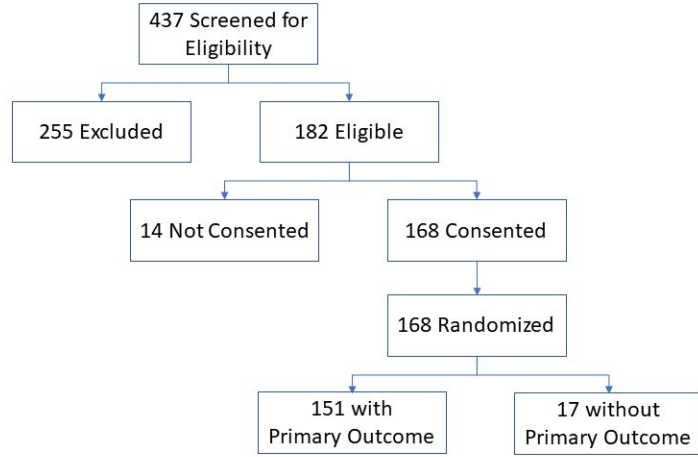 437 Screened for
Eligibility
255 Excluded
182 Eligible
14 Not Consented
168 Consented
168 Randomized
151 with
Primary Outcome
17 without
Primary Outcome